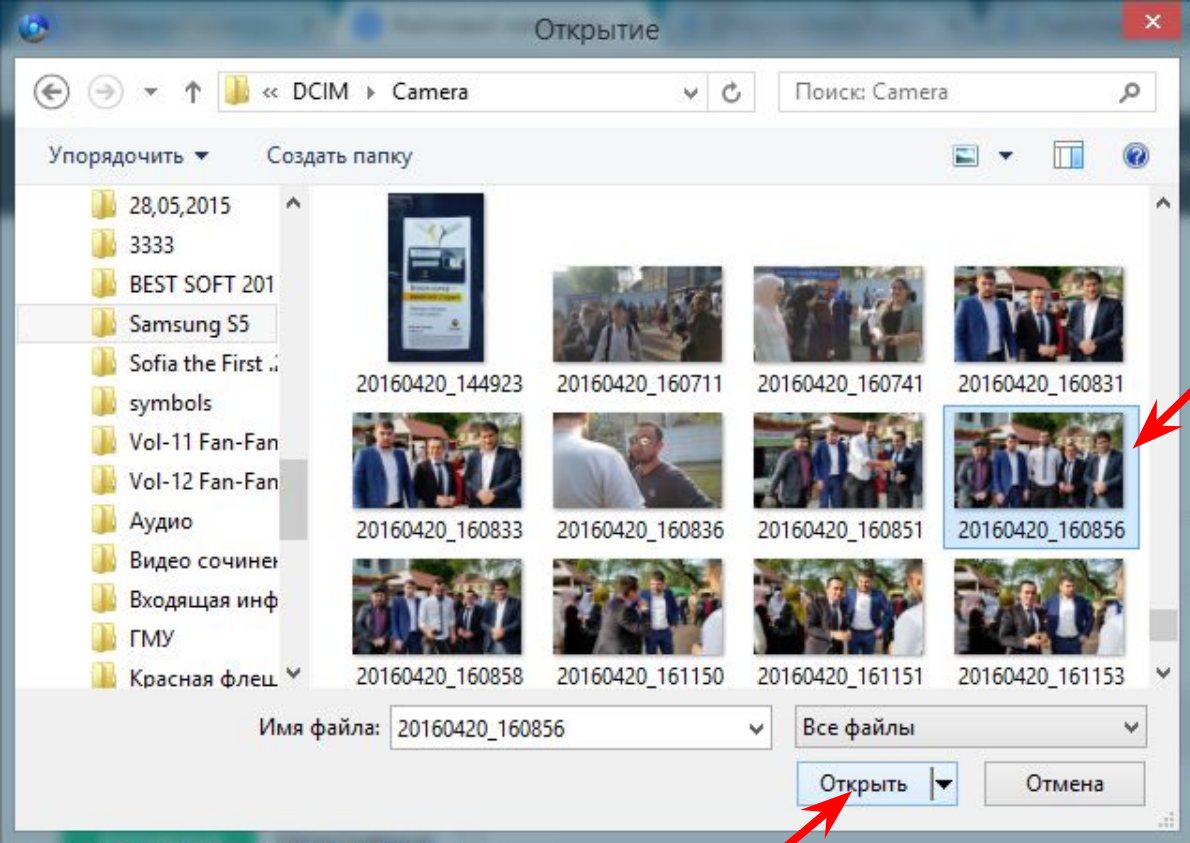 Открытие
« DCIM Camera
Поиск: Camera
Упорядочить
Создать папку
28,05,2015
3333
BEST SOFT 201
Samsung S5
Sofia the First
symbols
Vol-11 Fan-Fan
Vol-12 Fan-Fan
Аудио
Видео сочинен
Входящая инф
ГМУ
Красная флеш
20160420_144923
20160420_160711
20160420_160741
20160420_160831
20160420_160833
20160420_160836
20160420_160851
20160420_160856
20160420_160858
20160420_161150
20160420_161151
20160420_161153
Имя файла: 20160420_160856
Все файлы
Открыть
Отмена